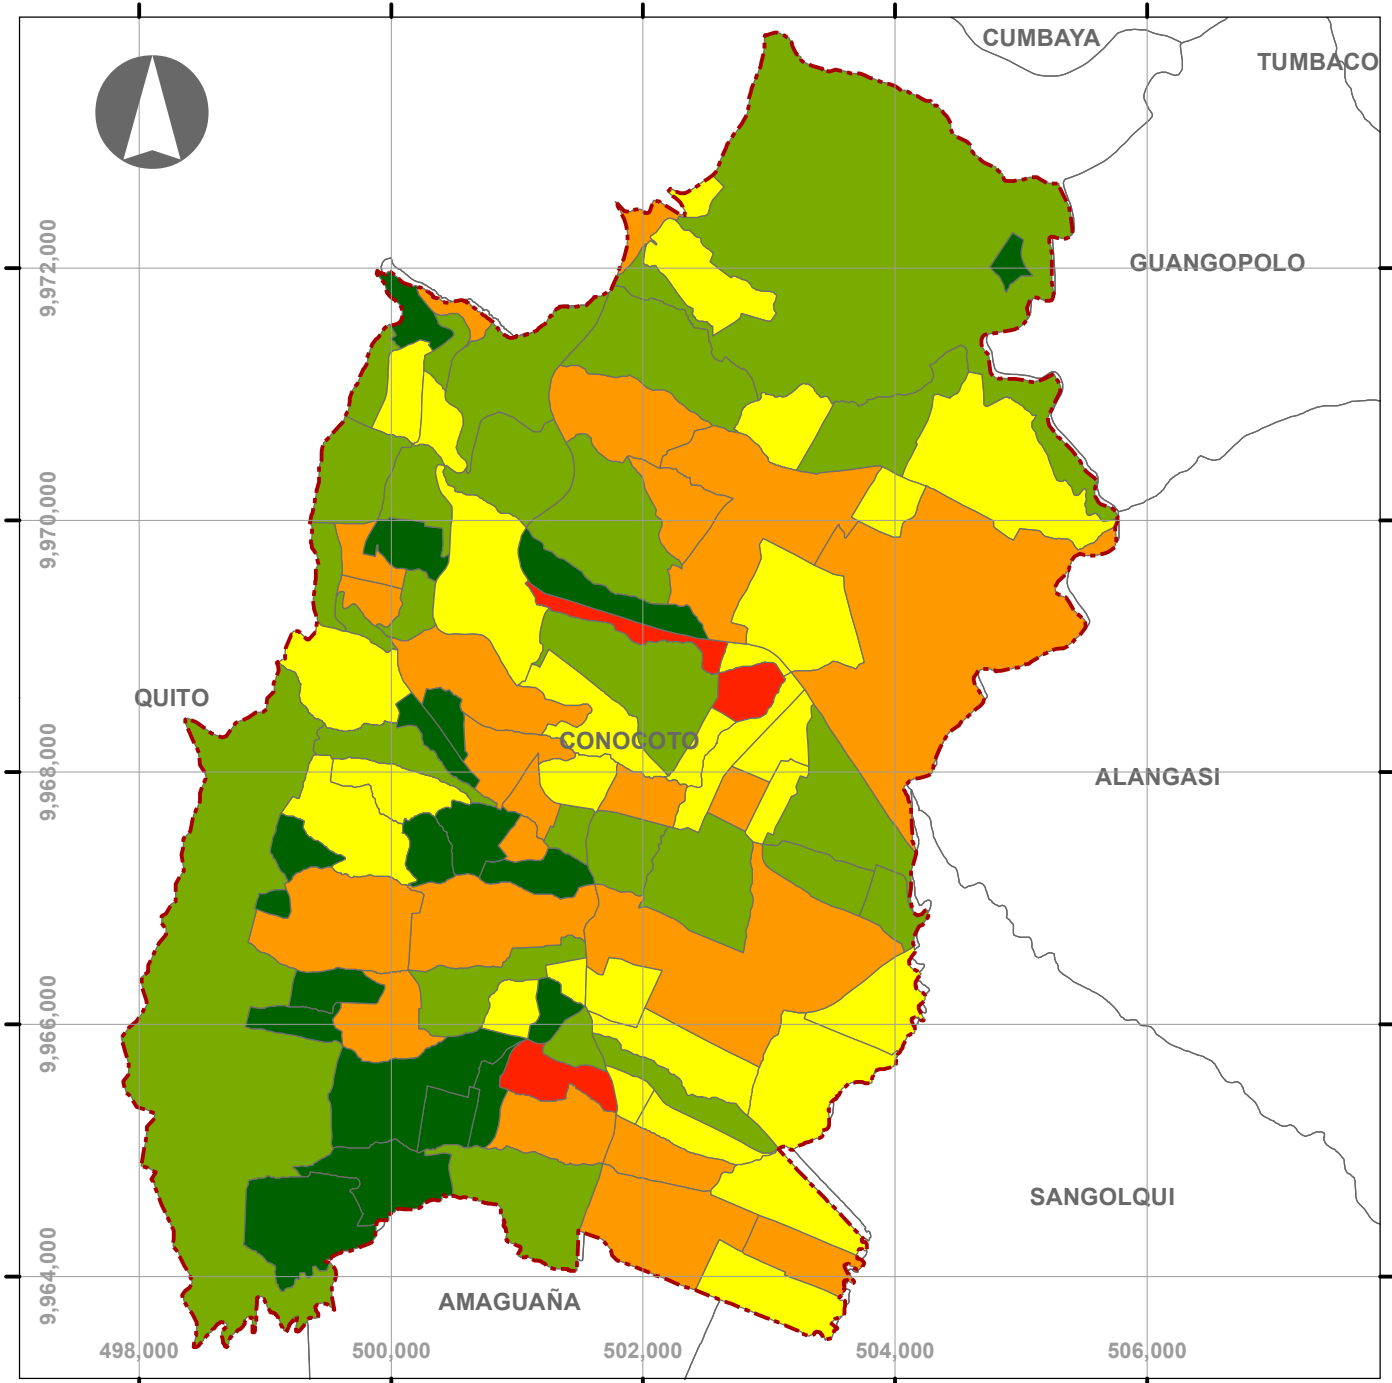 CUMBAYA
TUMBACO
9,972,000
GUANGOPOLO
9,970,000
QUITO
CONOCOTO
9,968,000
ALANGASI
9,966,000
SANGOLQUI
9,964,000
AMAGUAÑA
498,000
500,000
502,000
504,000
506,000